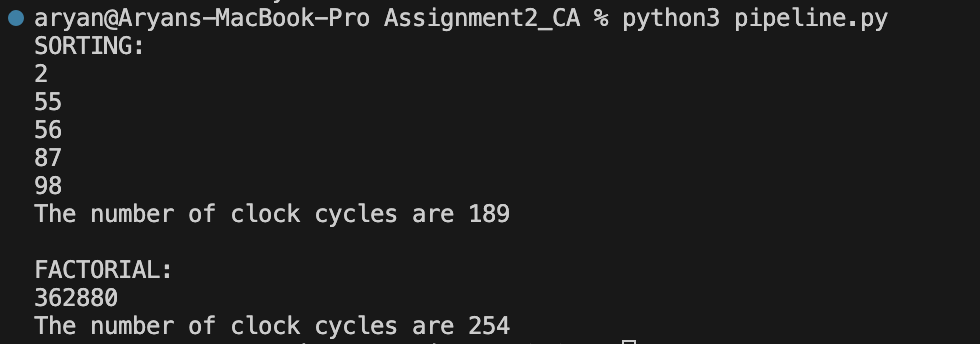 aryan@Aryans-MacBook-Pro Assignment2_CA % python3 pipeline.py
SORTING:
2
55
56
87
98
The number of clock cycles are 189
FACTORIAL:
362880
The number of clock cycles are 254